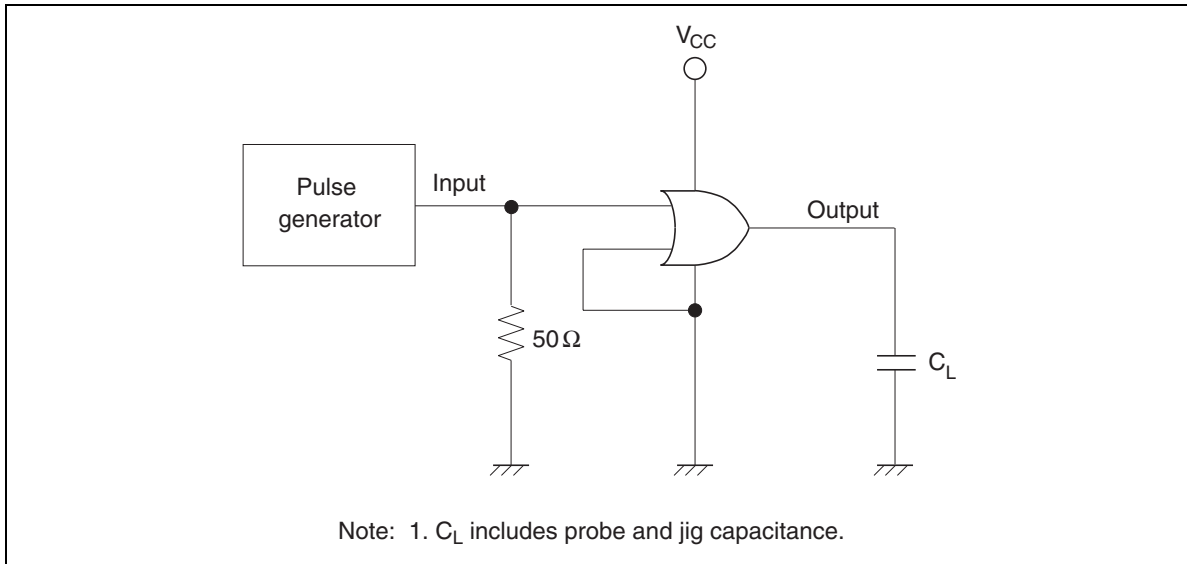 V_CC
Pulse
generator
Input
Output
50 Ω
C_L
Note: 1. C_L includes probe and jig capacitance.